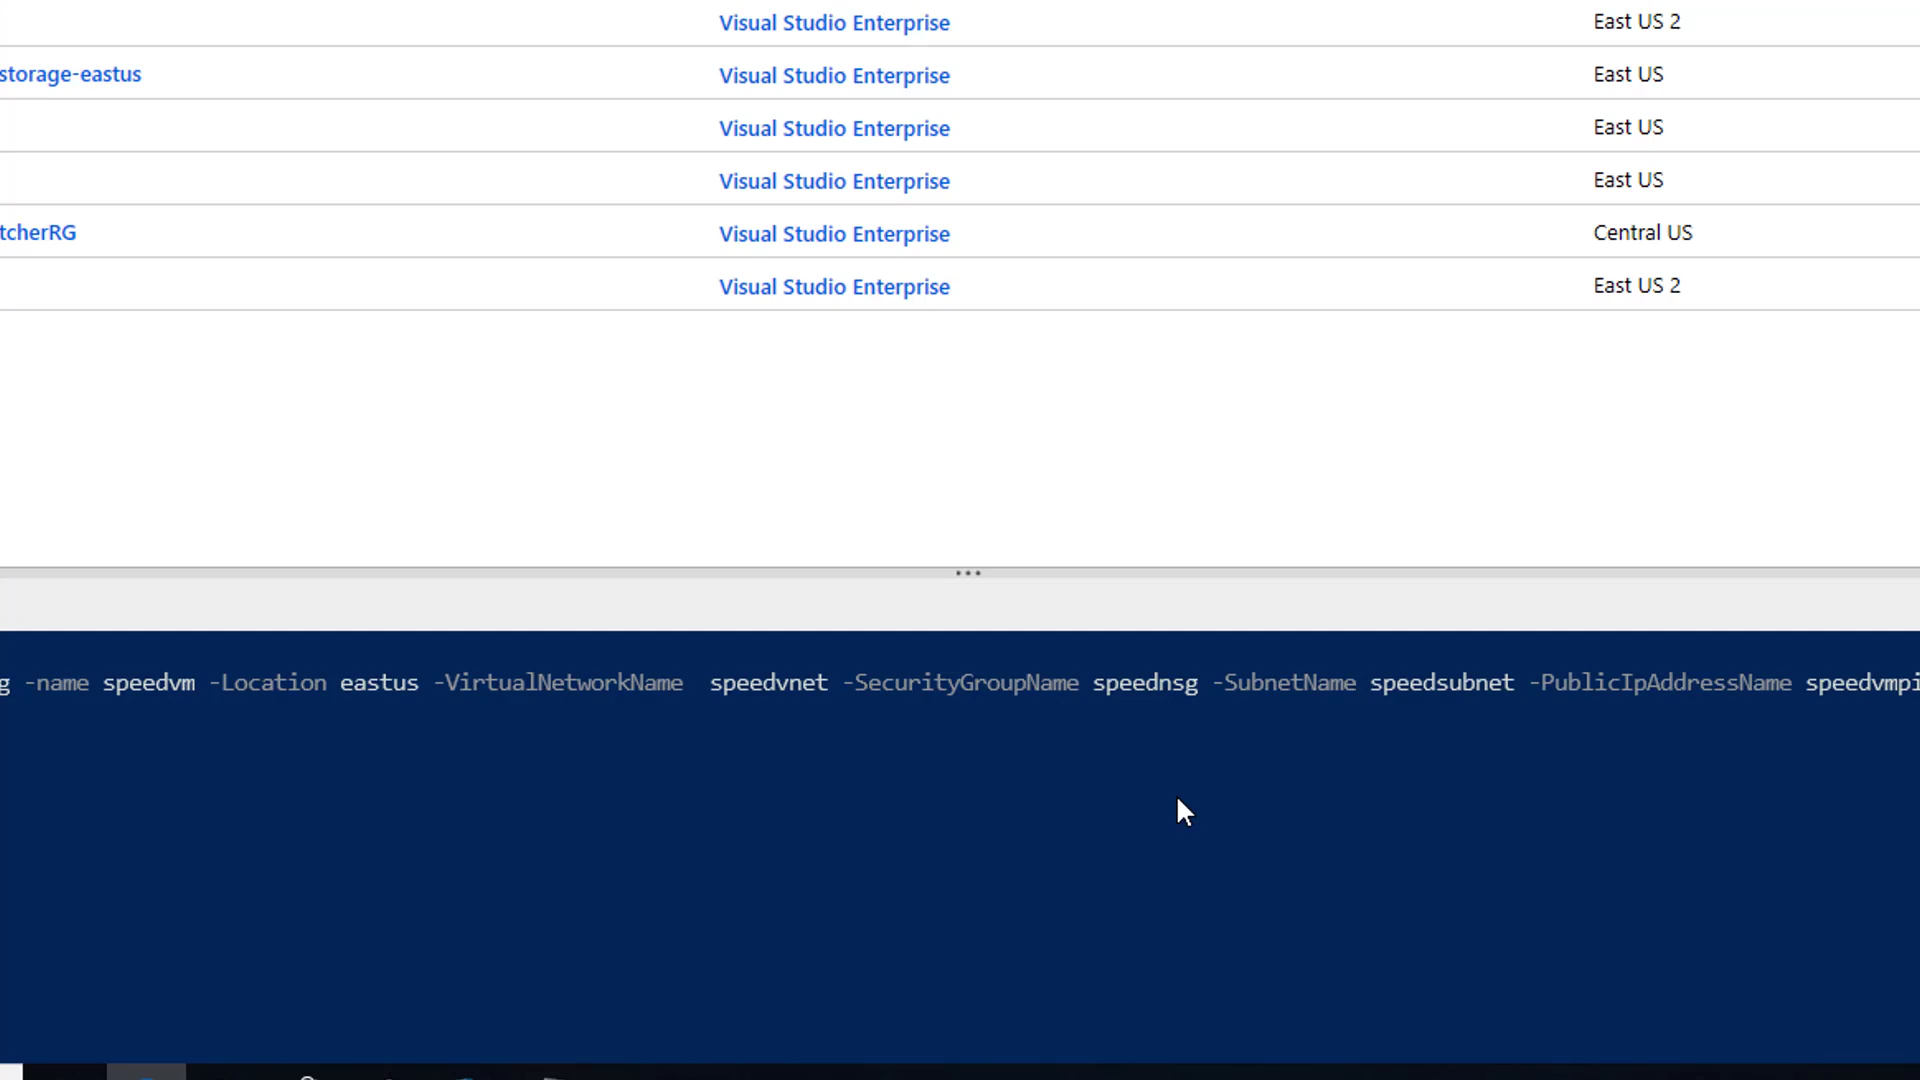 Visual Studio Enterprise East US 2
storage-eastus Visual Studio Enterprise East US
Visual Studio Enterprise East US
Visual Studio Enterprise East US
tcherRG Visual Studio Enterprise Central US
Visual Studio Enterprise East US 2
g -name speedvm -Location eastus -VirtualNetworkName  speedvnet -SecurityGroupName speednsg -SubnetName speedsubnet -PublicIpAddressName speedvmpi